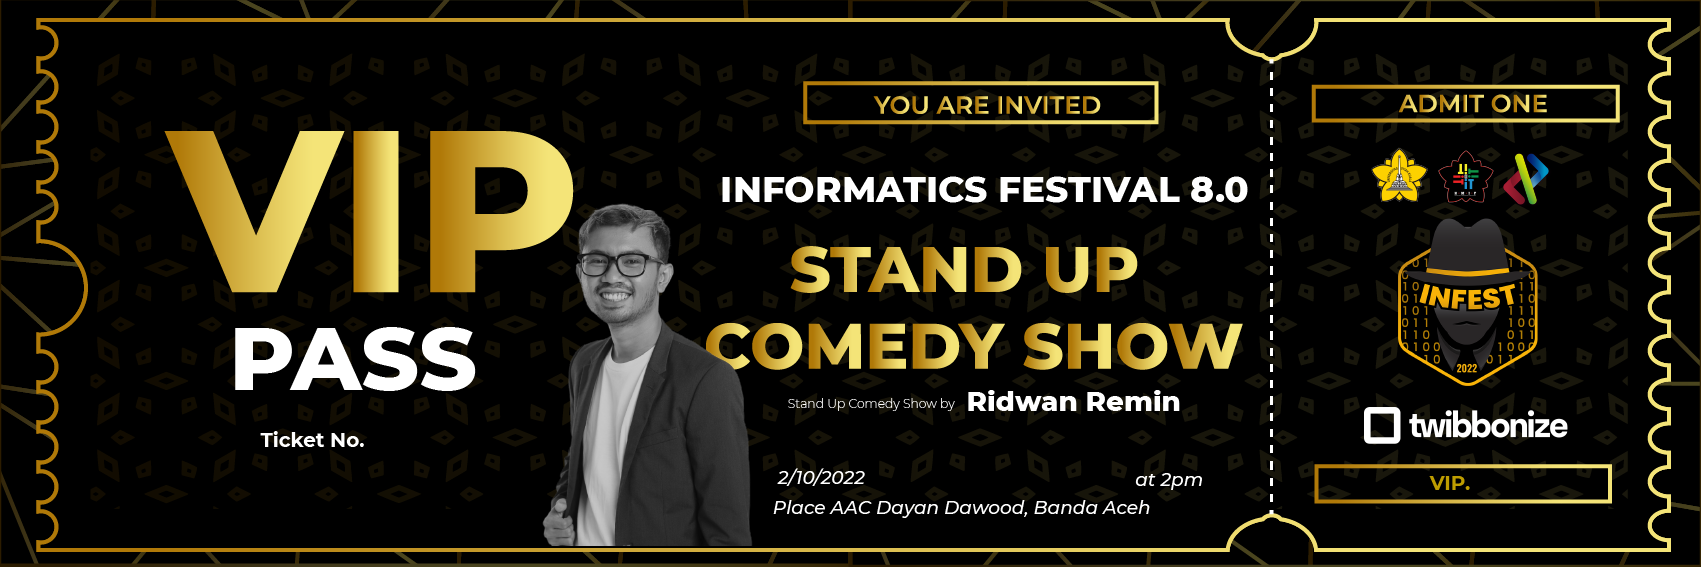 VIP
PASS
Ticket No.
YOU ARE INVITED
INFORMATICS FESTIVAL 8.0
STAND UP
COMEDY SHOW
Stand Up Comedy Show by Ridwan Remin
2/10/2022 at 2pm
Place AAC Dayan Dawood, Banda Aceh
ADMIT ONE
INFEST
2022
twibbonize
VIP.